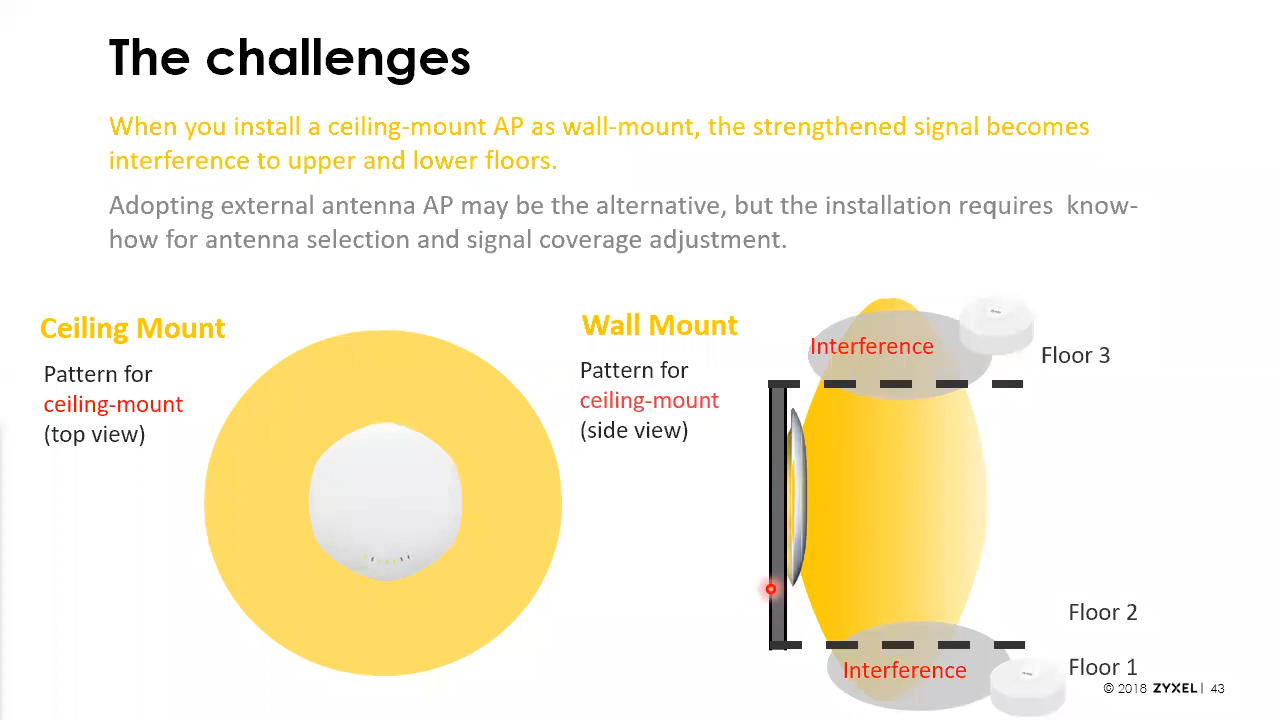 The challenges
When you install a ceiling-mount AP as wall-mount, the strengthened signal becomes
interference to upper and lower floors.
Adopting external antenna AP may be the alternative, but the installation requires know-
how for antenna selection and signal coverage adjustment.
Ceiling Mount
Pattern for
ceiling-mount
(top view)
Wall Mount
Pattern for
ceiling-mount
(side view)
Interference
Floor 3
Floor 2
Interference
Floor 1
© 2018 ZYXEL | 43